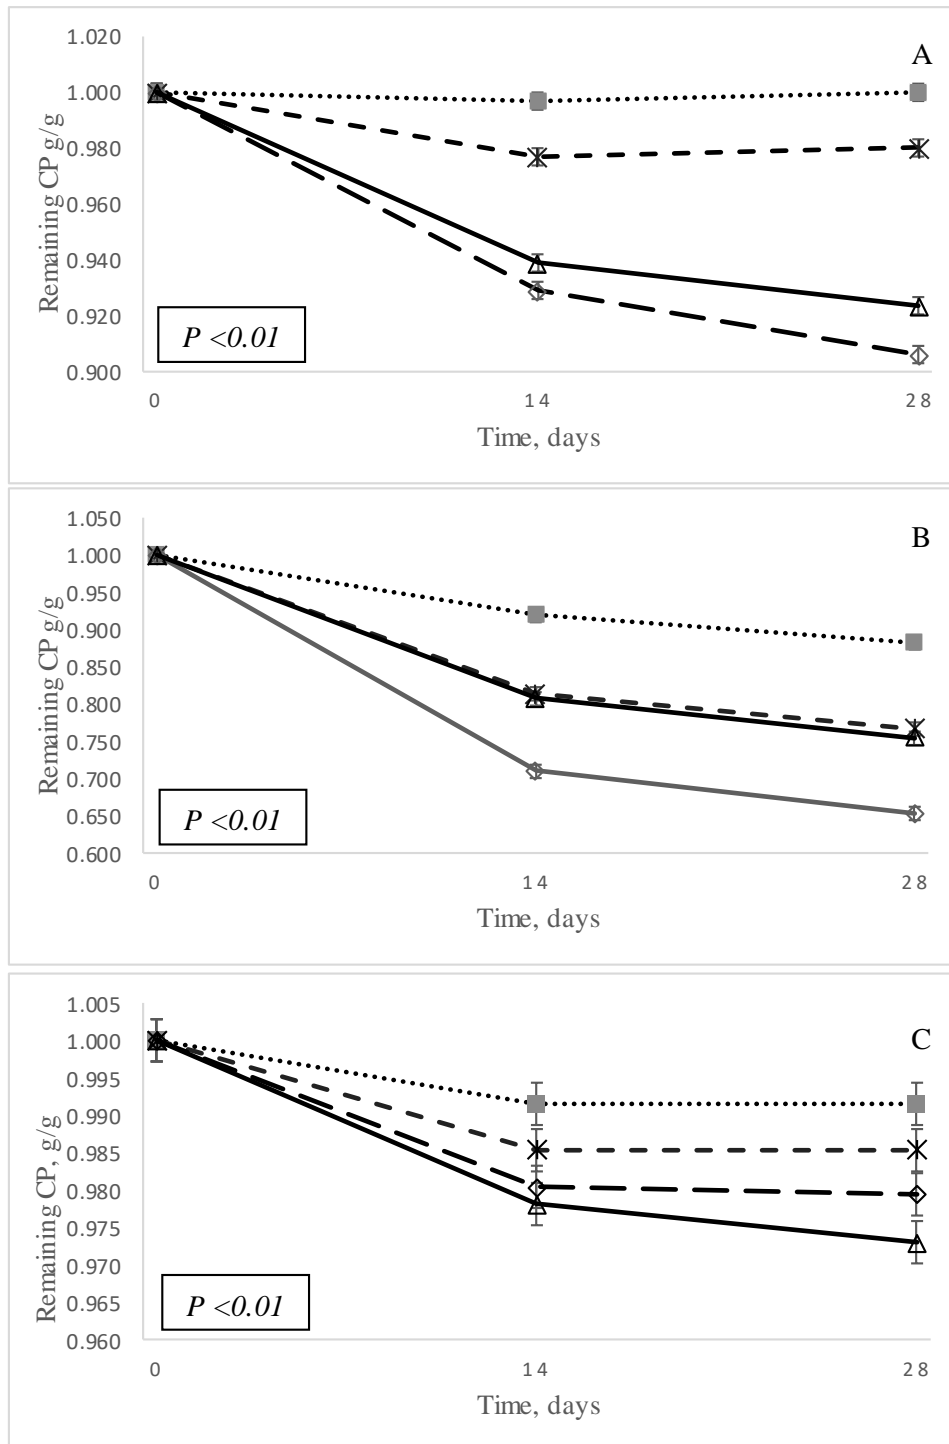 A
1.020
1.000
0.980
0.960
0.940
0.920
0.900
Remaining CP g/g
P <0.01
0 14 28
Time, days
B
1.050
1.000
0.950
0.900
0.850
0.800
0.750
0.700
0.650
0.600
Remaining CP g/g
P <0.01
0 14 28
Time, days
C
1.005
1.000
0.995
0.990
0.985
0.980
0.975
0.970
0.965
0.960
Remaining CP, g/g
P <0.01
0 14 28
Time, days